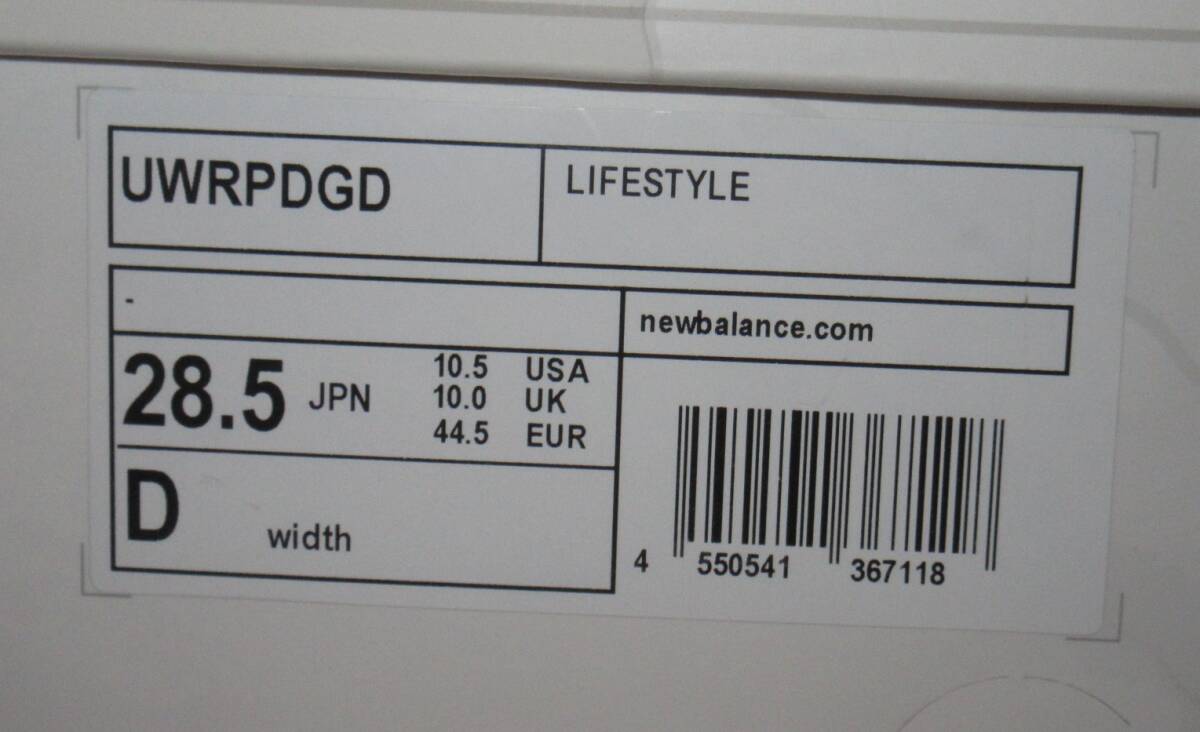 UWRPDGD
LIFESTYLE
-
newbalance.com
28.5 JPN
10.5 USA
10.0 UK
44.5 EUR
D width
4 550541 367118